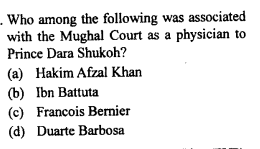 . Who among the following was associated
with the Mughal Court as a physician to
Prince Dara Shukoh?
(a) Hakim Afzal Khan
(b) Ibn Battuta
(c) Francois Bernier
(d) Duarte Barbosa